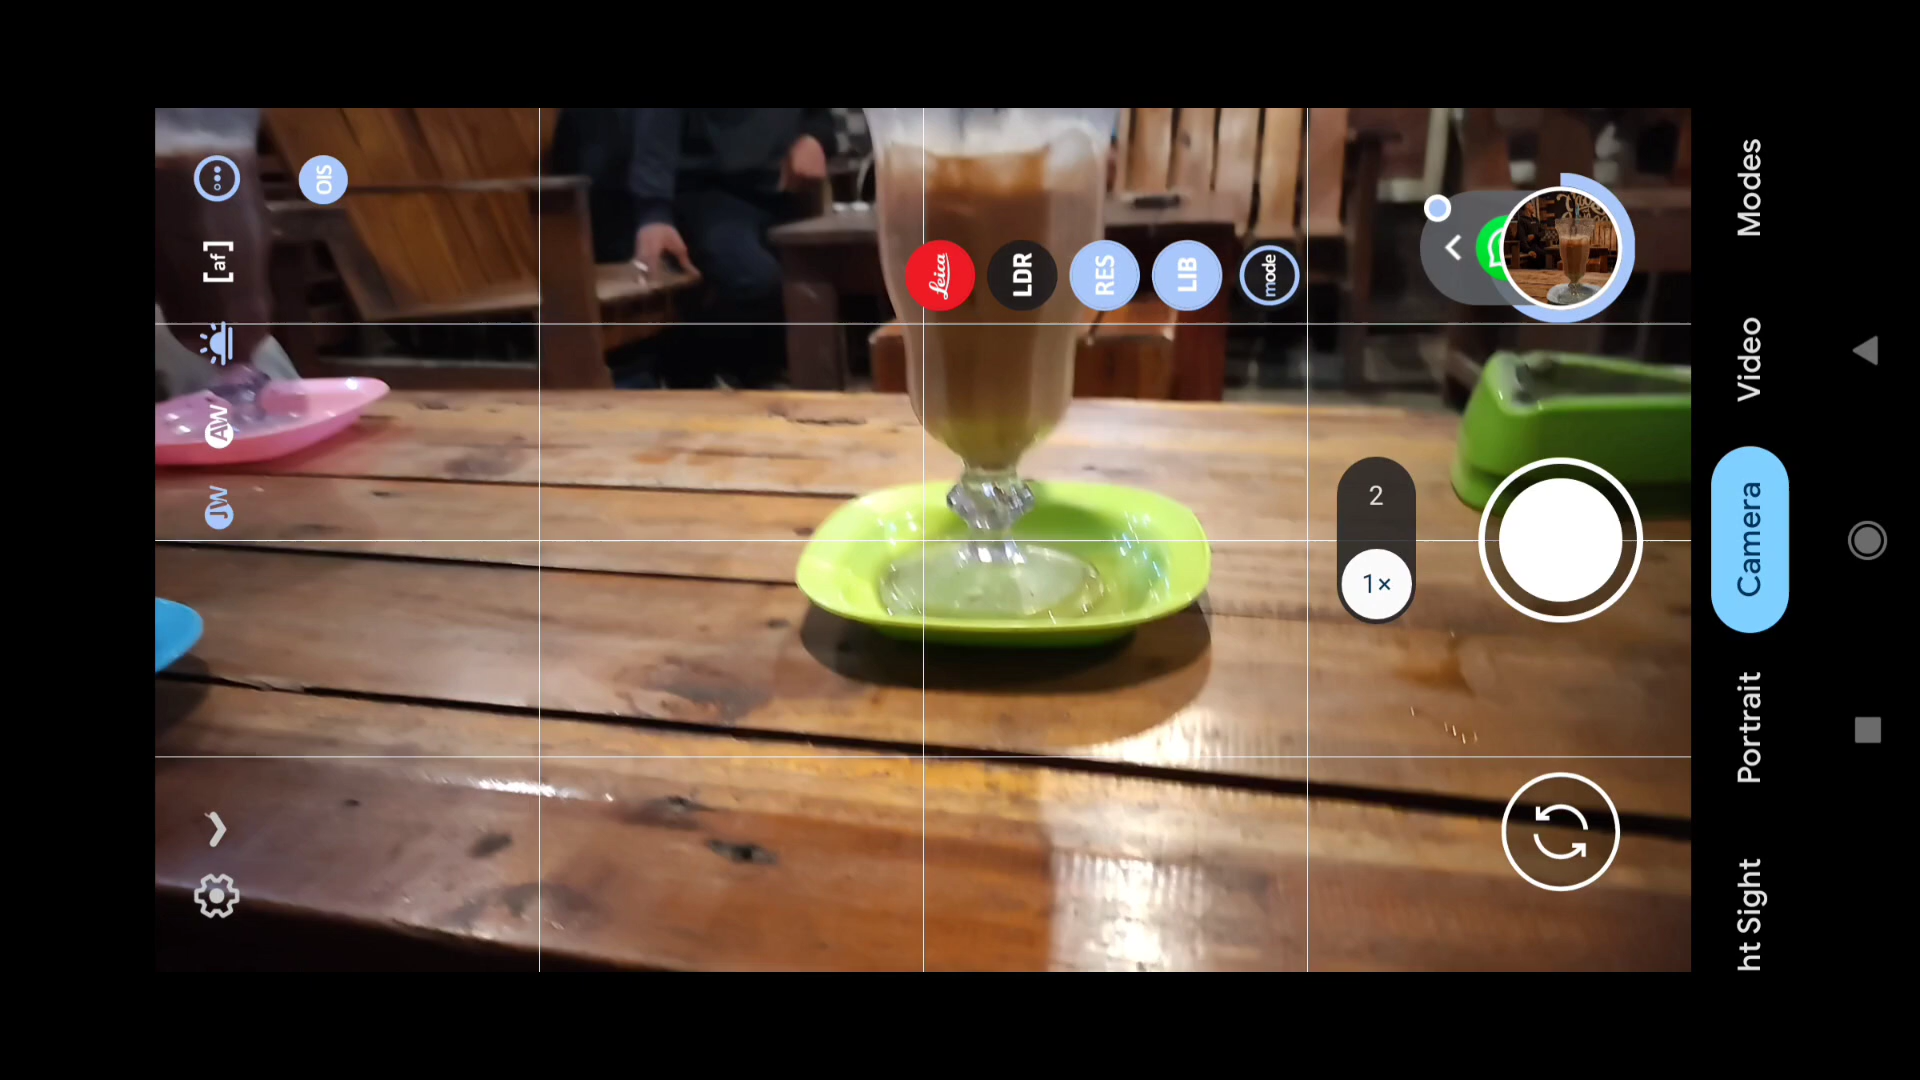 OIS
[af]
AW
JW
Leica
LDR
RES
LIB
mode
2
1×
Modes
Video
Camera
Portrait
ht Sight